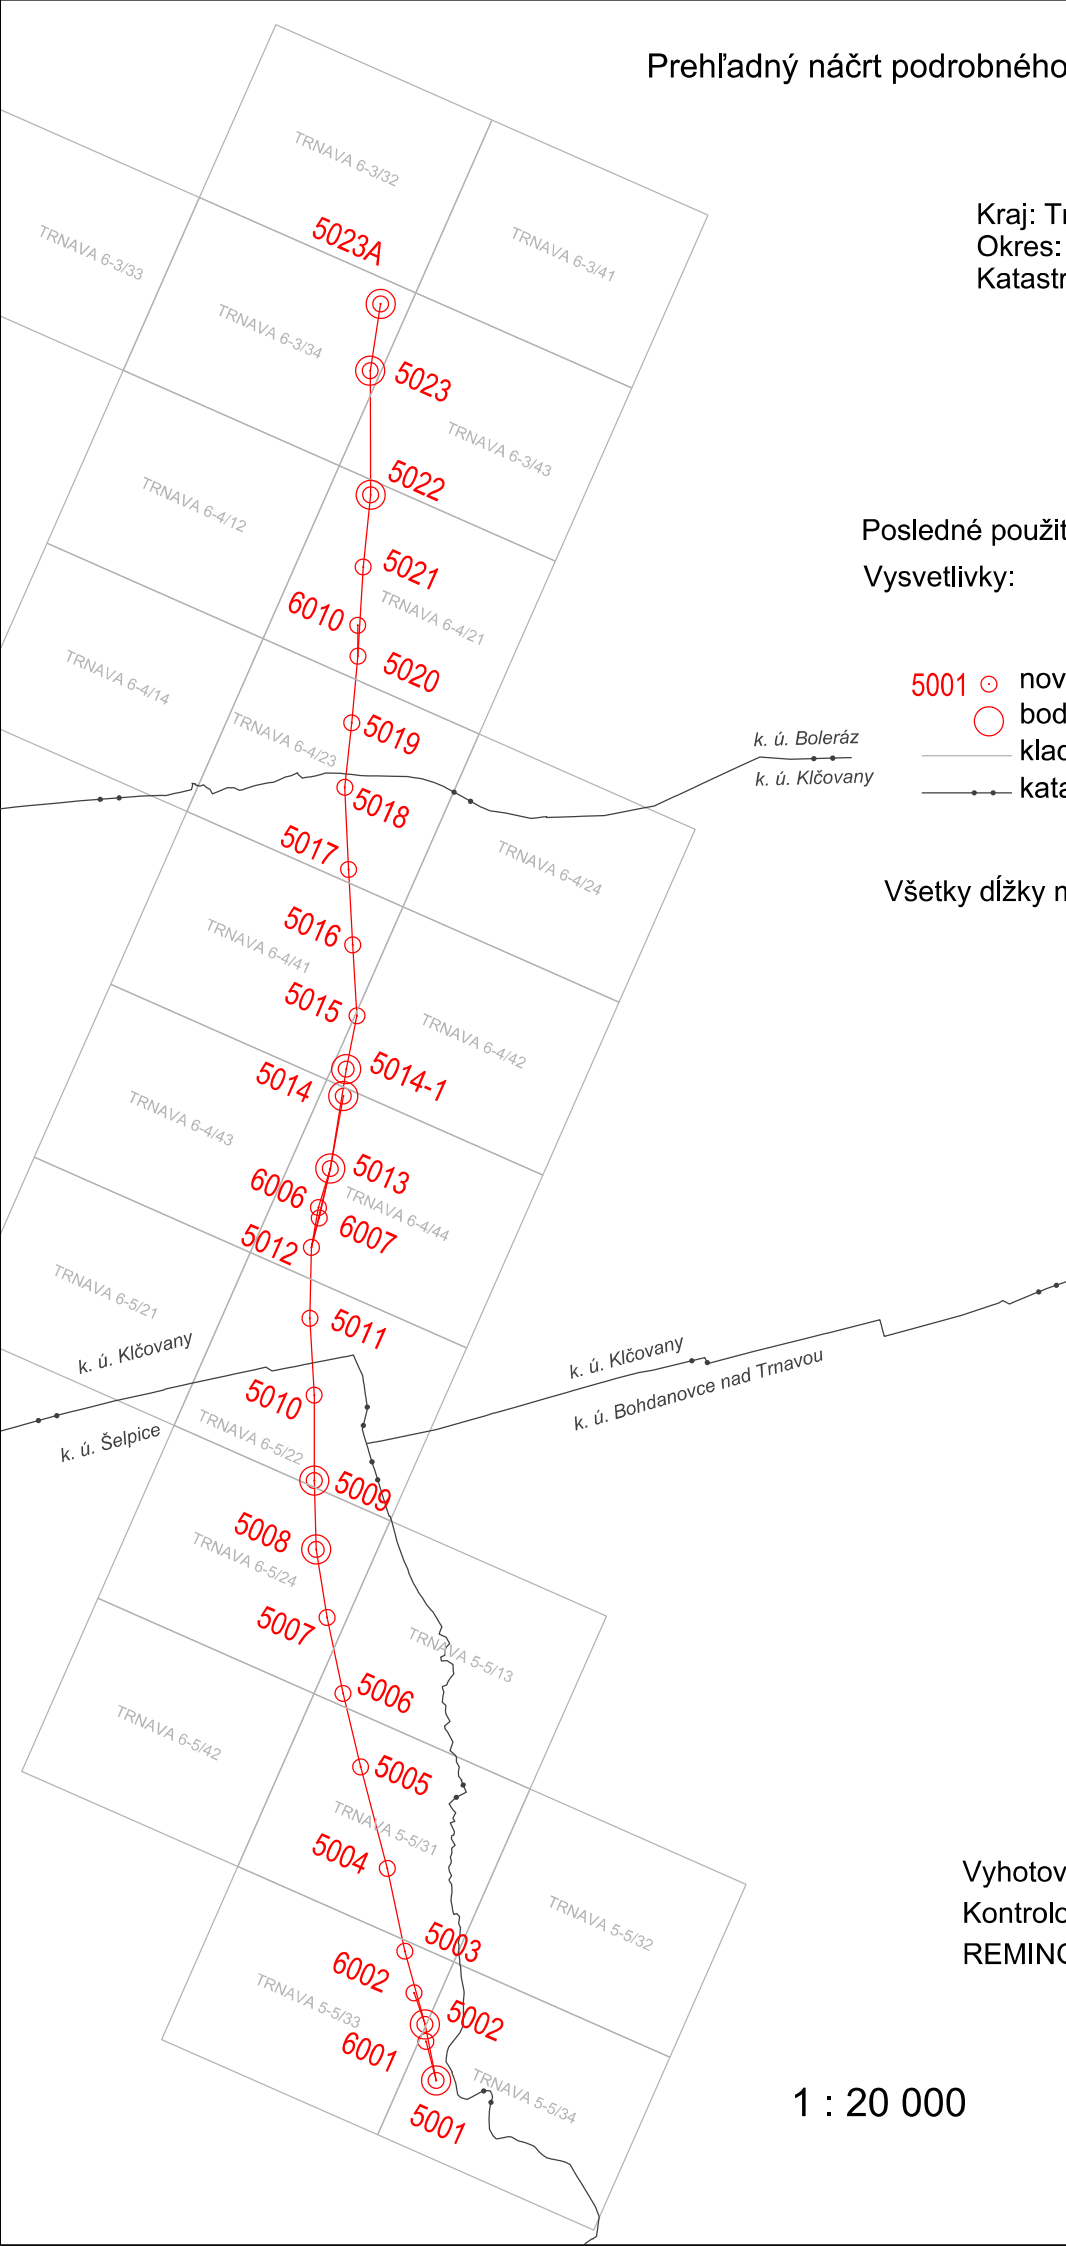 Prehľadný náčrt podrobného
TRNAVA 6-3/32
Kraj: Tr
5023A
TRNAVA 6-3/33
TRNAVA 6-3/41
Okres:
Katastr
TRNAVA 6-3/34
5023
TRNAVA 6-3/43
5022
TRNAVA 6-4/12
Posledné použit
5021
Vysvetlivky:
6010
TRNAVA 6-4/21
5020
TRNAVA 6-4/14
5001
nov
bod
5019
TRNAVA 6-4/23
k. ú. Boleráz
klad
k. ú. Klčovany
kata
5018
5017
TRNAVA 6-4/24
Všetky dĺžky m
5016
TRNAVA 6-4/41
5015
TRNAVA 6-4/42
5014-1
5014
TRNAVA 6-4/43
5013
6006
TRNAVA 6-4/44
6007
5012
TRNAVA 6-5/21
5011
k. ú. Klčovany
k. ú. Klčovany
k. ú. Bohdanovce nad Trnavou
5010
TRNAVA 6-5/22
k. ú. Šelpice
5009
5008
TRNAVA 6-5/24
5007
TRNAVA 5-5/13
5006
TRNAVA 6-5/42
5005
TRNAVA 5-5/31
5004
Vyhotov
TRNAVA 5-5/32
Kontrolo
5003
REMING
6002
TRNAVA 5-5/33
5002
6001
TRNAVA 5-5/34
1 : 20 000
5001